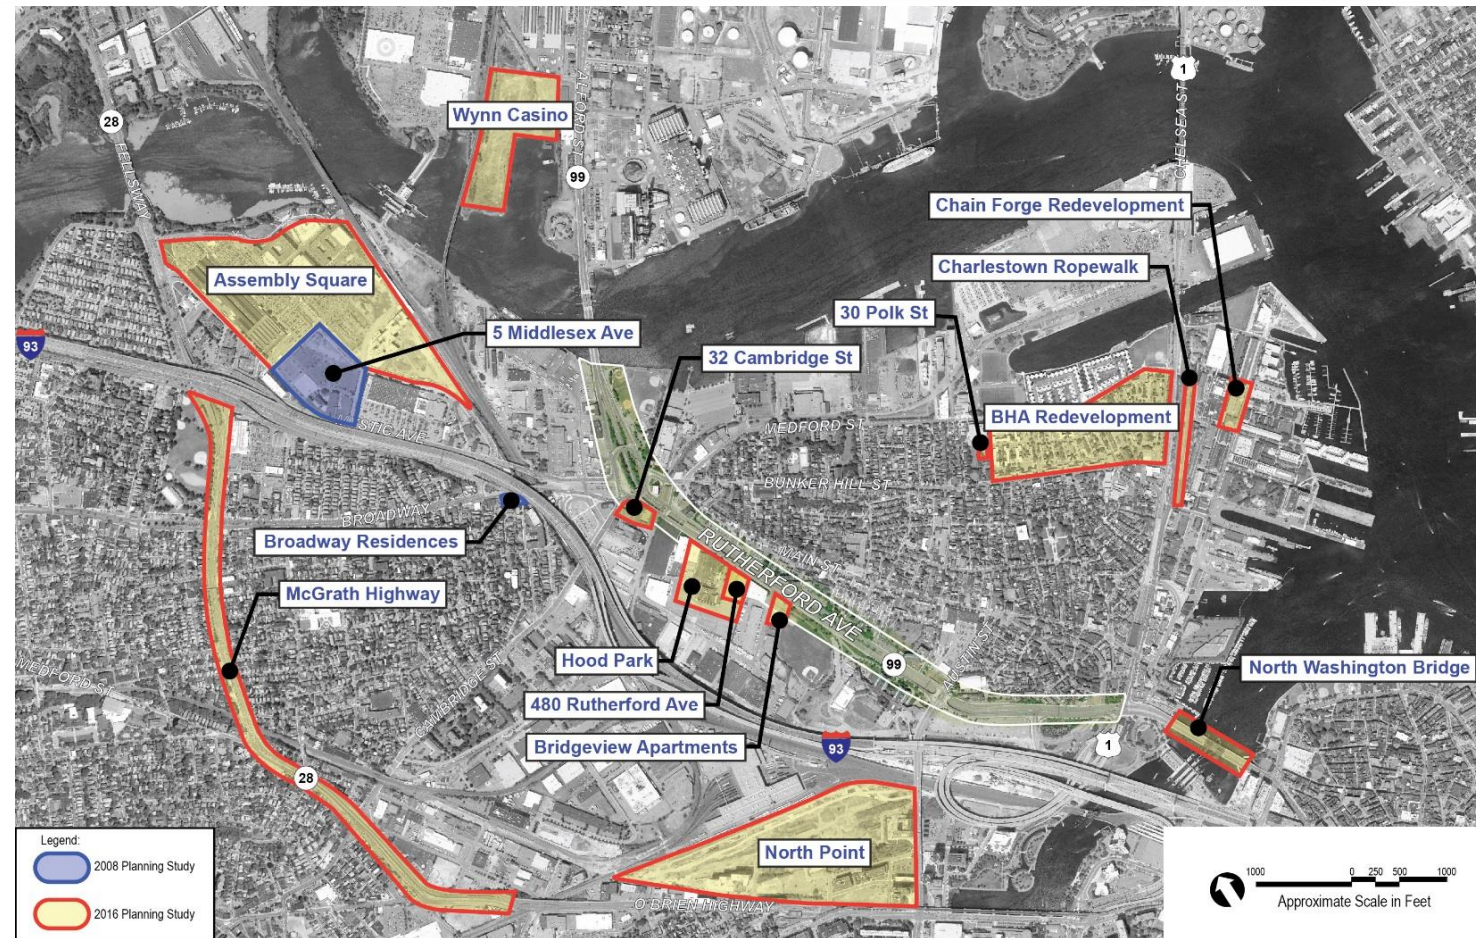 1
Wynn Casino
ALFORD ST
CHELSEA ST
28
FELLSWAY
99
Chain Forge Redevelopment
Charlestown Ropewalk
Assembly Square
30 Polk St
93
5 Middlesex Ave
32 Cambridge St
BHA Redevelopment
MYSTIC AVE
MEDFORD ST
BUNKER HILL ST
BROADWAY
Broadway Residences
RUTHERFORD AVE
MAIN ST
McGrath Highway
MEDFORD ST
CAMBRIDGE ST
Hood Park
99
AUSTIN ST
North Washington Bridge
480 Rutherford Ave
Bridgeview Apartments
93
1
28
North Point
O'BRIEN HIGHWAY
Legend:
2008 Planning Study
2016 Planning Study
1000 0 250 500 1000
Approximate Scale in Feet